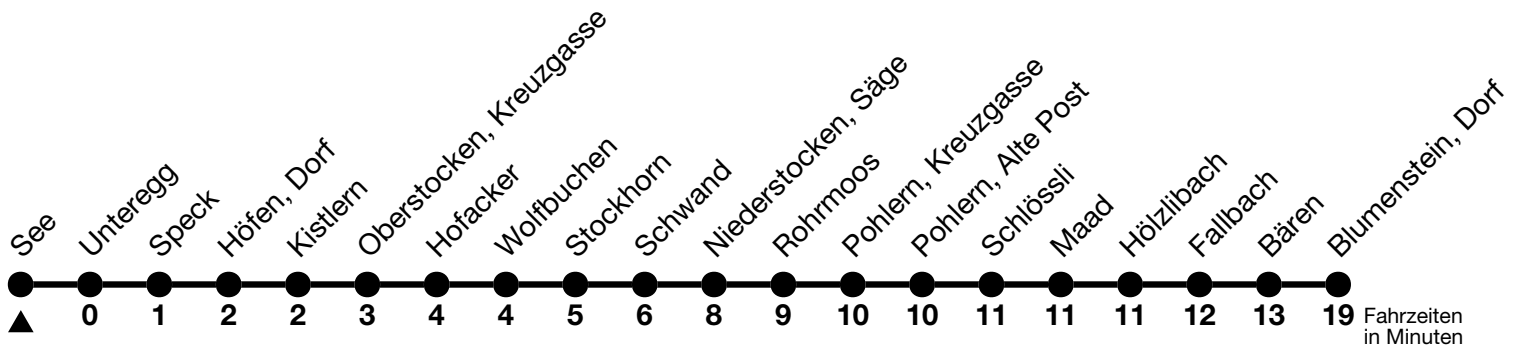 See
Unteregg
Speck
Höfen, Dorf
Kistlern
Oberstocken, Kreuzgasse
Hofacker
Wolfbuchen
Stockhorn
Schwand
Niederstocken, Säge
Rohrmoos
Pohlern, Kreuzgasse
Pohlern, Alte Post
Schlössli
Maad
Hölzlibach
Fallbach
Bären
Blumenstein, Dorf
0 1 2 2 3 4 4 5 6 8 9 10 10 11 11 11 12 13 19 Fahrzeiten
in Minuten